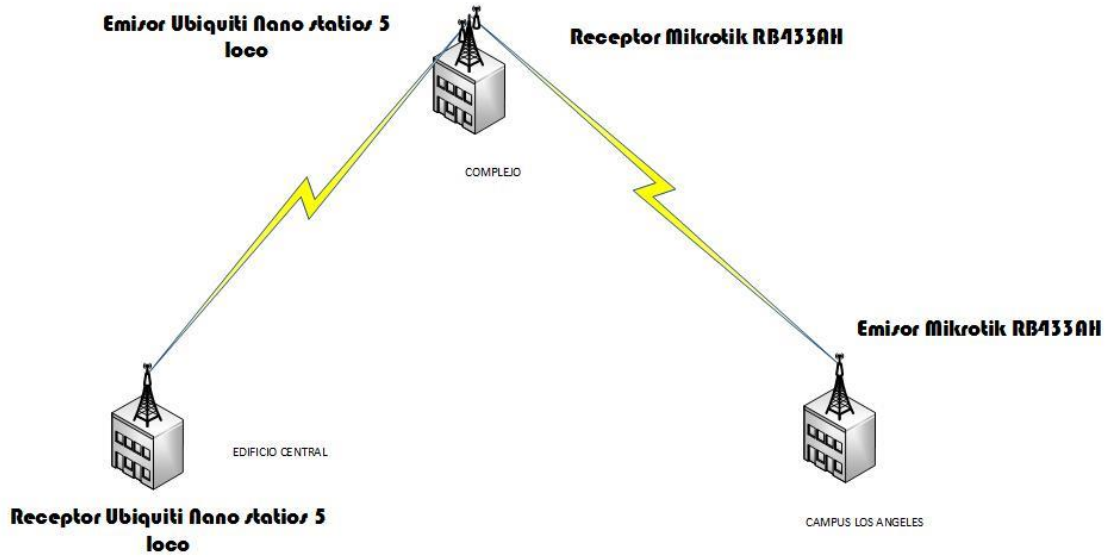 Emisor Ubiquiti Nano statios 5
loco
Receptor Mikrotik RB433AH
COMPLEJO
Emisor Mikrotik RB433AH
EDIFICIO CENTRAL
Receptor Ubiquiti Nano statios 5
loco
CAMPUS LOS ANGELES